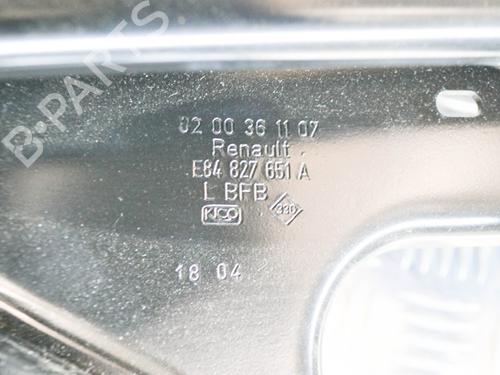 B-PARTS
02 00 36 11 07
Renault
E84 827 651 A
L BFB
KICO 330
18 04